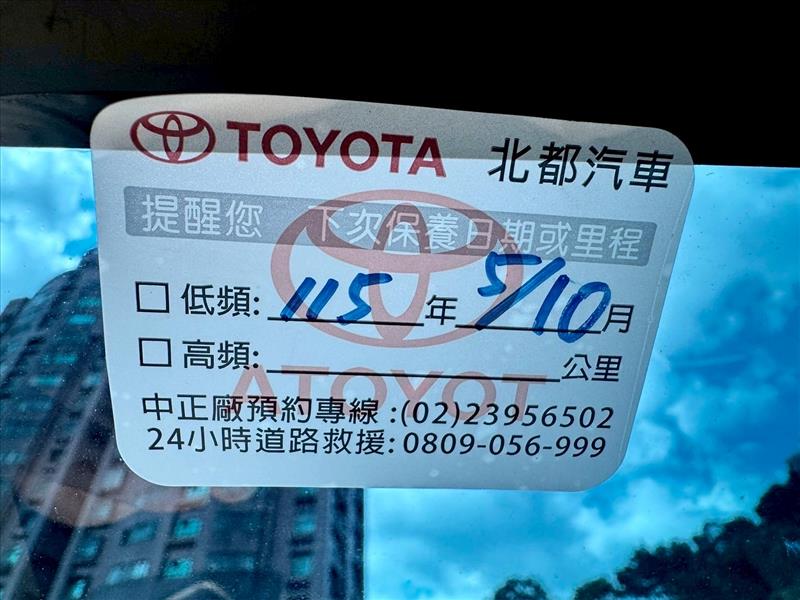 TOYOTA 北都汽車
提醒您 下次保養日期或里程
☐ 低頻: 115 年 5/10 月
☐ 高頻: 公里
中正廠預約專線 :(02)23956502
24小時道路救援: 0809-056-999
TOYOTA